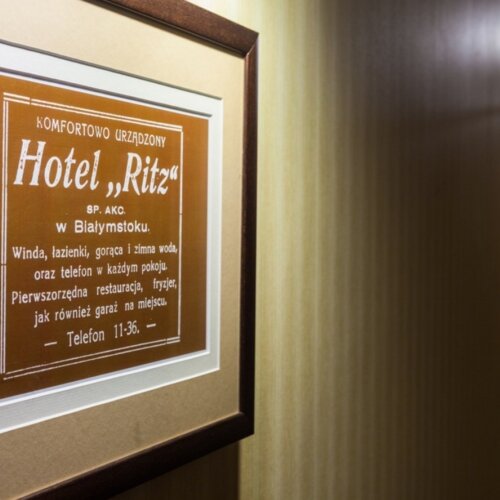 KOMFORTOWO URZĄDZONY
Hotel „Ritz“
SP. AKC.
w Białymstoku.
Winda, łazienki, gorąca i zimna woda,
oraz telefon w każdym pokoju.
Pierwszorzędna restauracja, fryzjer,
jak również garaż na miejscu.
— Telefon 11-36. —